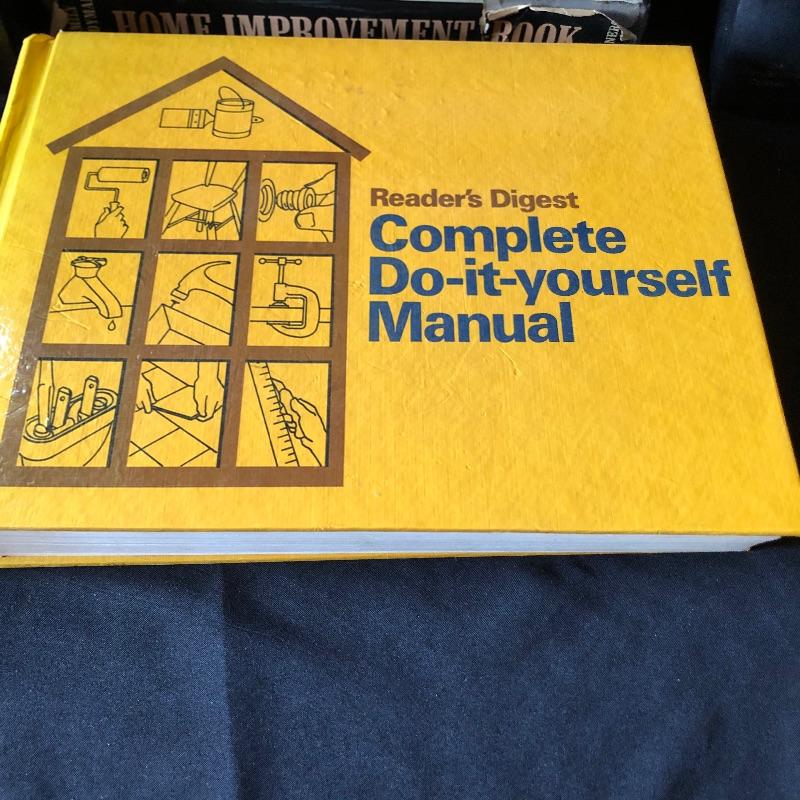 HOME IMPROVEMENT BOOK
Reader's Digest
Complete
Do-it-yourself
Manual